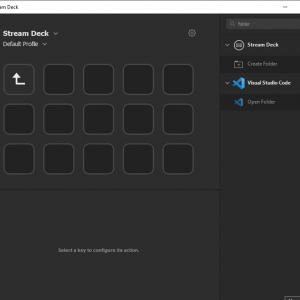 Stream Deck
Stream Deck
Default Profile
folder
Stream Deck
Create Folder
Visual Studio Code
Open Folder
Select a key to configure its action.